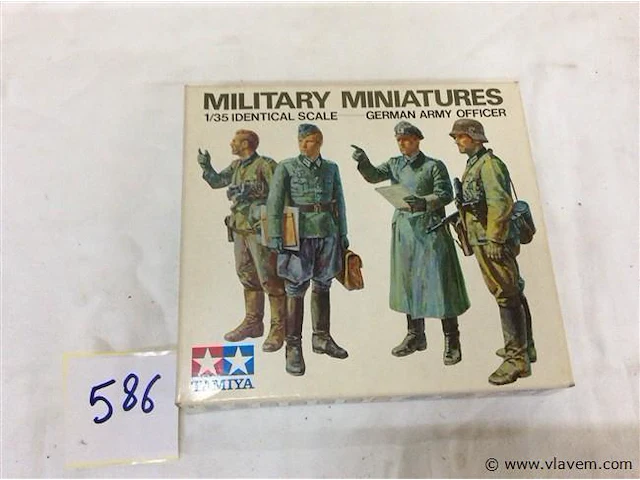 MILITARY MINIATURES
1/35 IDENTICAL SCALE GERMAN ARMY OFFICER
TAMIYA
586
© www.vlavem.com